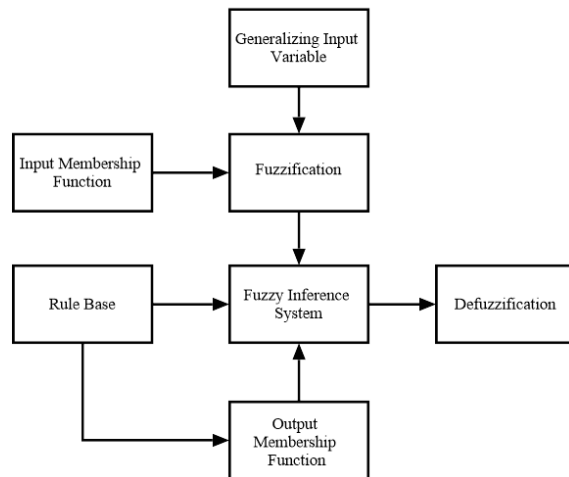 Generalizing Input
Variable
Input Membership
Function
Fuzzification
Rule Base
Fuzzy Inference
System
Defuzzification
Output
Membership
Function